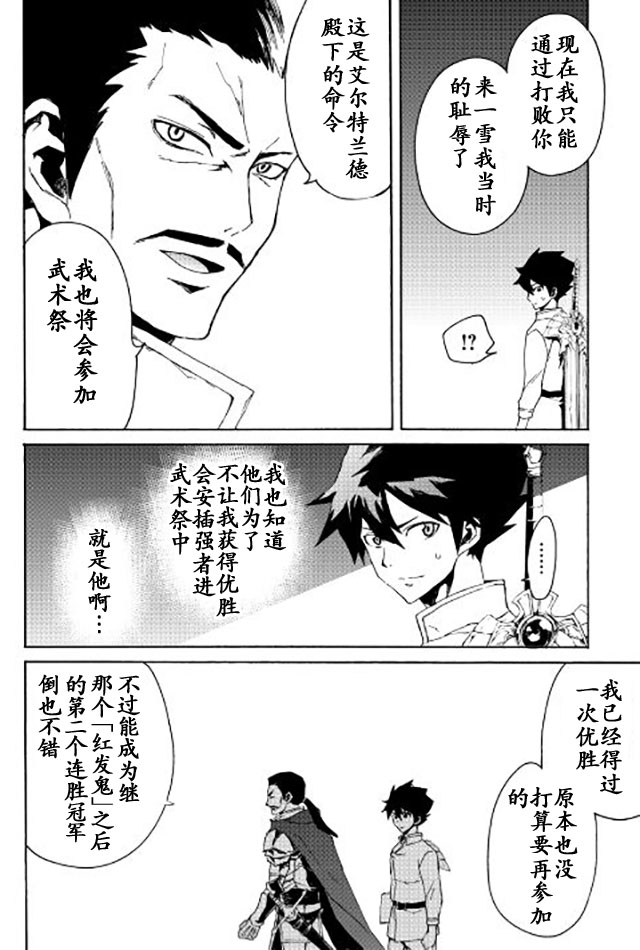 现在我只能
通过打败你
来一雪我当时
的耻辱了
!?
这是艾尔特兰德
殿下的命令
我也将会参加
武术祭
……
我也知道
他们为了
不让我获得优胜
会安插强者进
武术祭中
就是他啊…
我已经得过
一次优胜
原本也没
打算要再参加
的
不过能成为继
那个「红发鬼」之后
的第二个连胜冠军
倒也不错